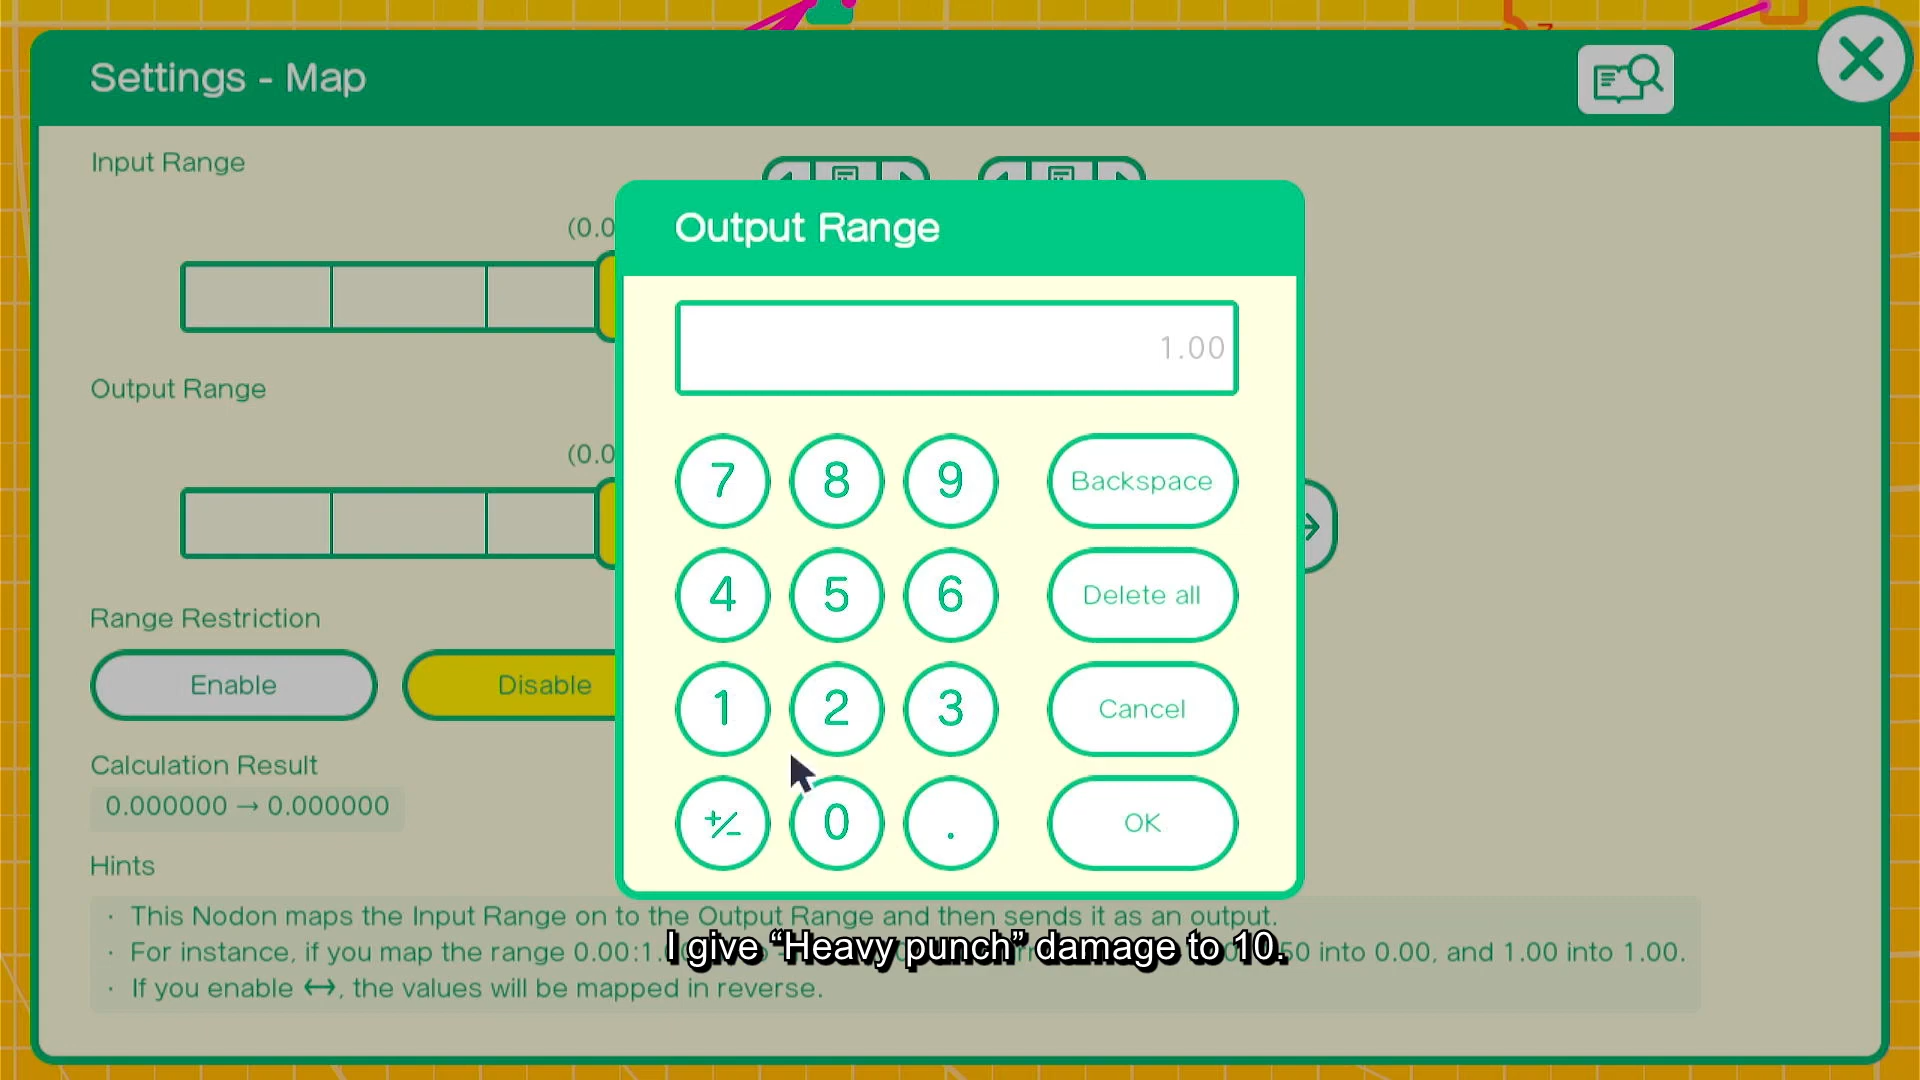 Settings - Map
Input Range
(0.0
Output Range
1.00
7 8 9 Backspace
Output Range
(0.0
4 5 6 Delete all
Range Restriction
Enable Disable
1 2 3 Cancel
Calculation Result
0.000000 → 0.000000
+/- 0 . OK
Hints
· This Nodon maps the Input Range on to the Output Range and then sends it as an output.
· For instance, if you map the range 0.00:1. 50 into 0.00, and 1.00 into 1.00.
I give “Heavy punch” damage to 10.
· If you enable ↔, the values will be mapped in reverse.